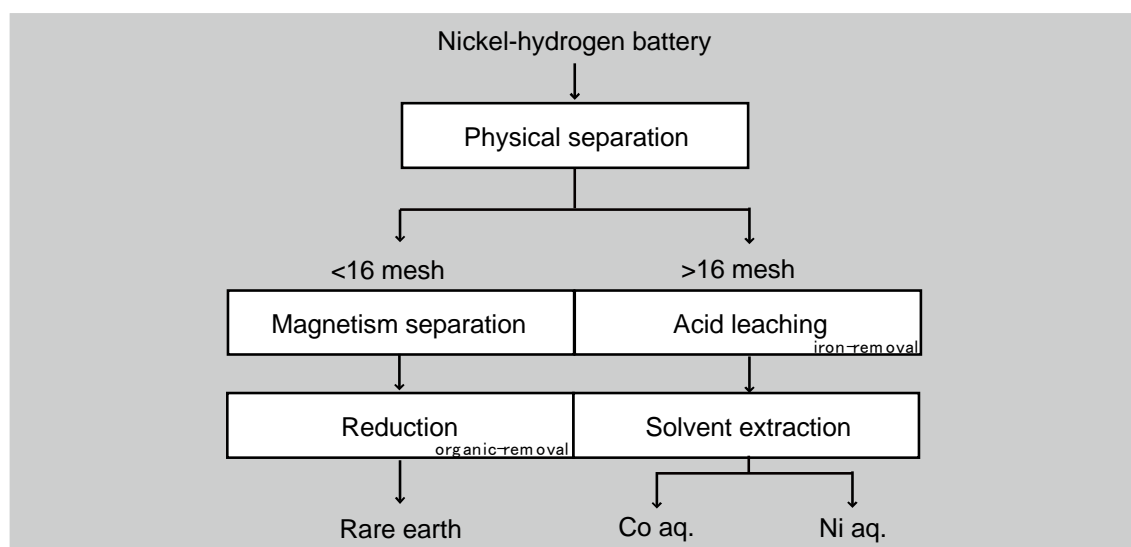 Nickel-hydrogen battery
Physical separation
<16 mesh
>16 mesh
Magnetism separation
Acid leaching
iron-removal
Reduction
organic-removal
Solvent extraction
Rare earth
Co aq.
Ni aq.